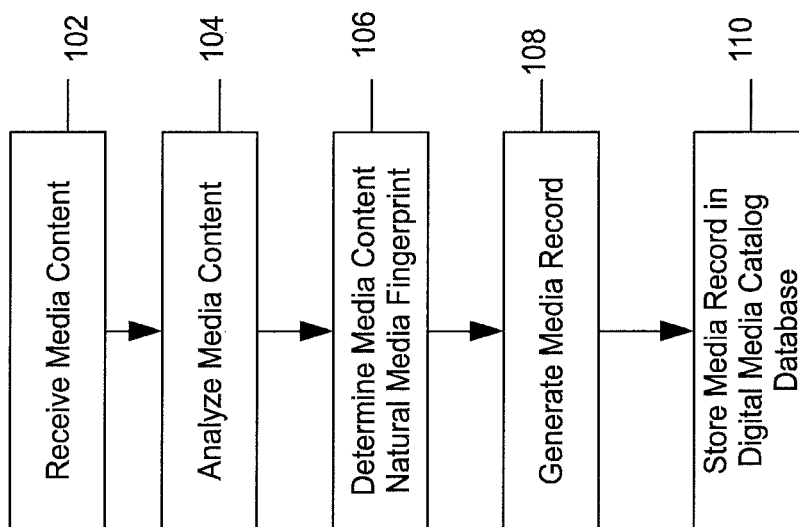 Receive Media Content
102
Analyze Media Content
104
Determine Media Content
Natural Media Fingerprint
106
Generate Media Record
108
Store Media Record in
Digital Media Catalog
Database
110